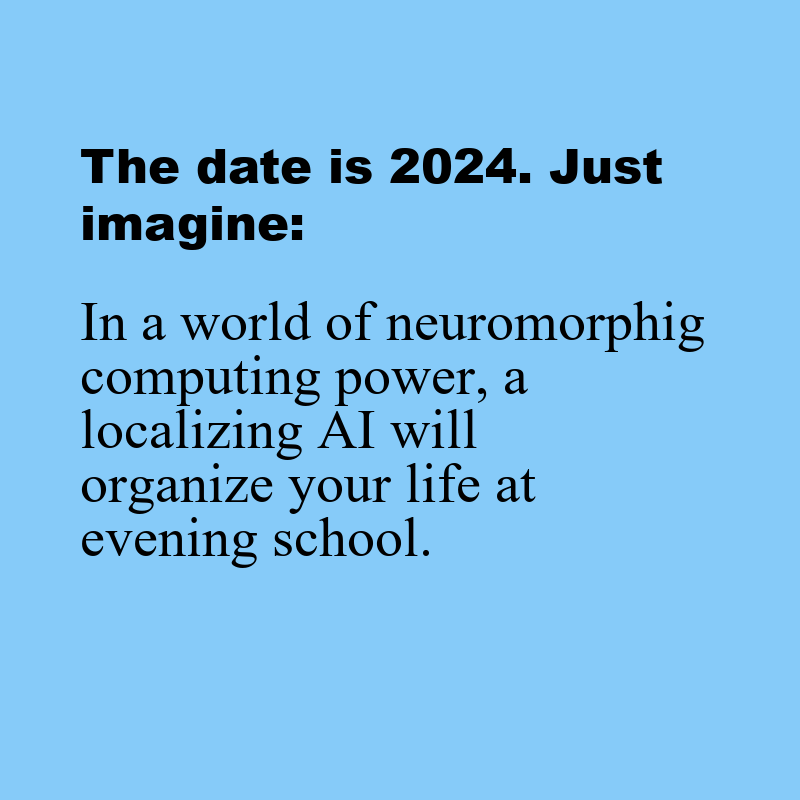 The date is 2024. Just
imagine:
In a world of neuromorphig
computing power, a
localizing AI will
organize your life at
evening school.